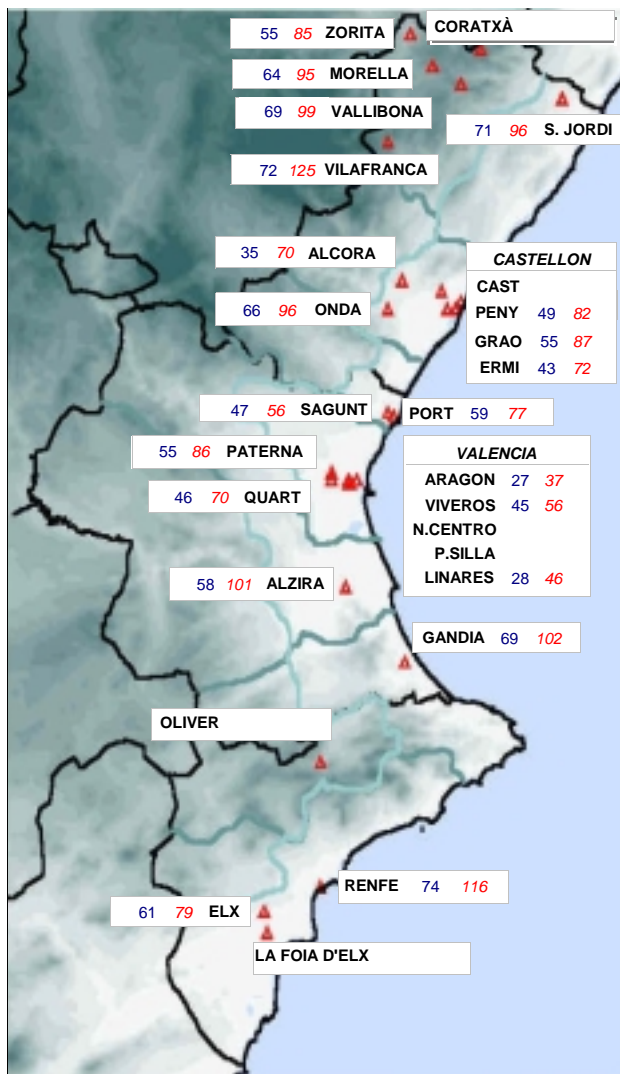 55 85 ZORITA
CORATXÀ
64 95 MORELLA
69 99 VALLIBONA
71 96 S. JORDI
72 125 VILAFRANCA
35 70 ALCORA
66 96 ONDA
CASTELLON
CAST
PENY 49 82
GRAO 55 87
ERMI 43 72
47 56 SAGUNT
PORT 59 77
55 86 PATERNA
46 70 QUART
VALENCIA
ARAGON 27 37
VIVEROS 45 56
N.CENTRO
P.SILLA
LINARES 28 46
58 101 ALZIRA
GANDIA 69 102
OLIVER
RENFE 74 116
61 79 ELX
LA FOIA D'ELX